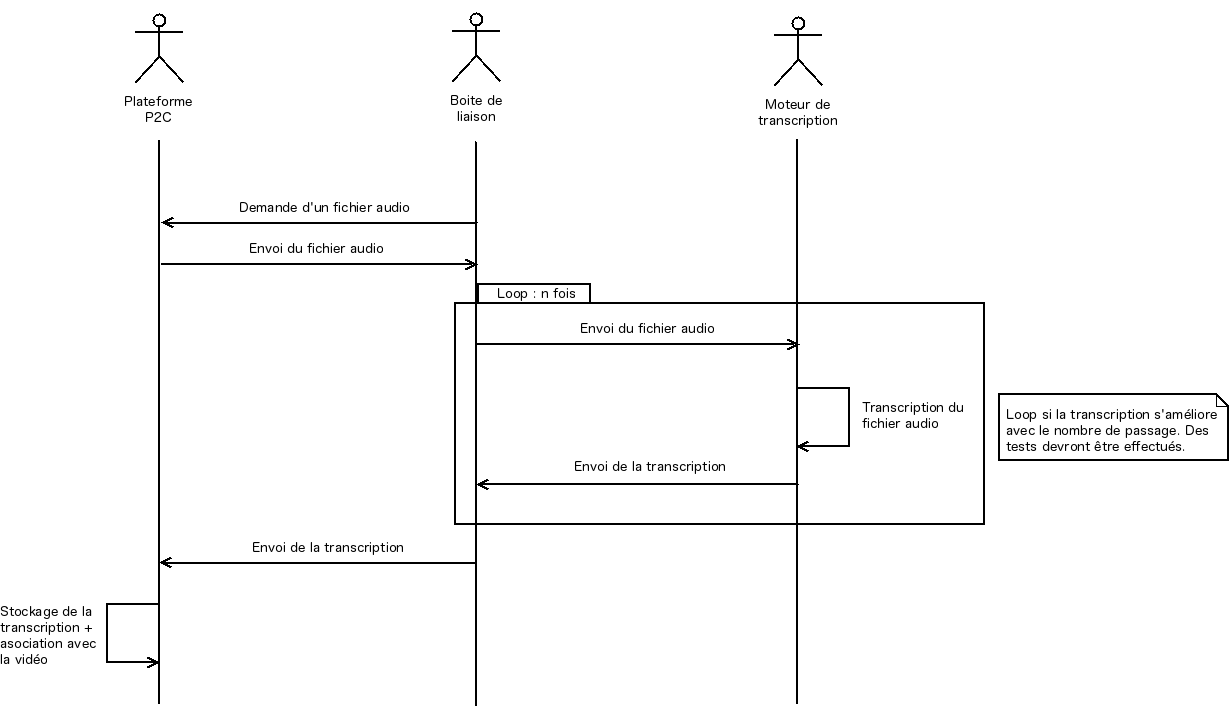 Plateforme
P2C
Boite de
liaison
Moteur de
transcription
Demande d'un fichier audio
Envoi du fichier audio
Loop : n fois
Envoi du fichier audio
Transcription du
fichier audio
Loop si la transcription s'améliore
avec le nombre de passage. Des
tests devront être effectués.
Envoi de la transcription
Envoi de la transcription
Stockage de la
transcription +
asociation avec
la vidéo